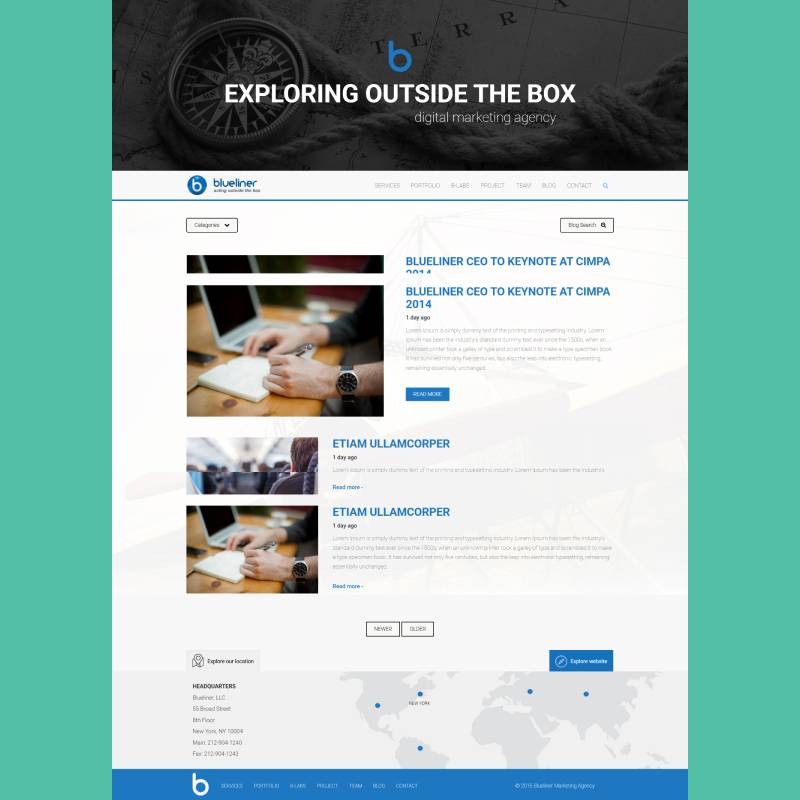 TERRA
IS
b
EXPLORING OUTSIDE THE BOX
digital marketing agency
b blueliner
acting outside the box
SERVICES PORTFOLIO B-LABS PROJECT TEAM BLOG CONTACT
Categories
Blog Search
BLUELINER CEO TO KEYNOTE AT CIMPA
2014
BLUELINER CEO TO KEYNOTE AT CIMPA
2014
1 day ago
Lorem Ipsum is simply dummy text of the printing and typesetting industry. Lorem
Ipsum has been the industry's standard dummy text ever since the 1500s, when an
unknown printer took a galley of type and scrambled it to make a type specimen book.
It has survived not only five centuries, but also the leap into electronic typesetting,
remaining essentially unchanged.
READ MORE
ETIAM ULLAMCORPER
1 day ago
Lorem Ipsum is simply dummy text of the printing and typesetting industry. Lorem Ipsum has been the industry's
Read more -
ETIAM ULLAMCORPER
1 day ago
Lorem Ipsum is simply dummy text of the printing and typesetting industry. Lorem Ipsum has been the industry's
standard dummy text ever since the 1500s, when an unknown printer took a galley of type and scrambled it to make a type
specimen book. It has survived not only five centuries, but also the leap into electronic typesetting, remaining
essentially unchanged.
Read more -
NEWER OLDER
Explore our location
Explore website
HEADQUARTERS
Blueliner, LLC
55 Broad Street
8th Floor
New York, NY 10004
Main: 212-904-1240
Fax: 212-904-1243
NEW YORK
b SERVICES PORTFOLIO B-LABS PROJECT TEAM BLOG CONTACT
© 2015 Blueliner Marketing Agency